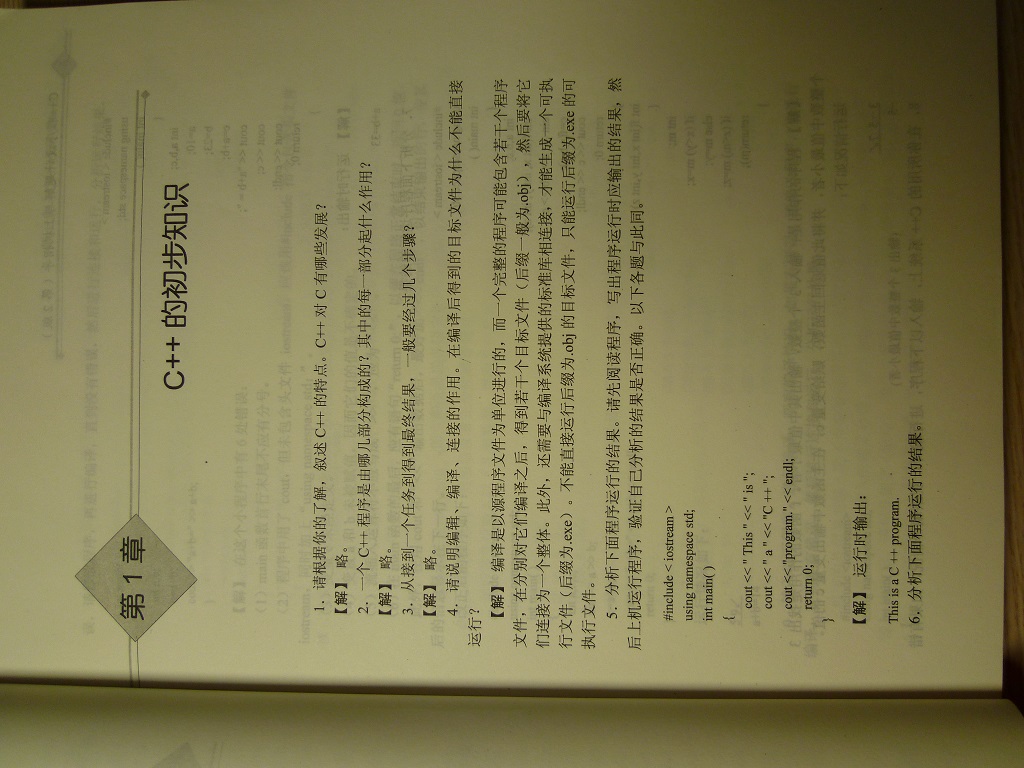 第 1 章
C++ 的初步知识
1. 请根据你的了解，叙述 C++ 的特点。C++ 对 C 有哪些发展？
【解】 略。
2. 一个 C++ 程序是由哪几部分构成的？其中的每一部分起什么作用？
【解】 略。
3. 从接到一个任务到得到最终结果，一般要经过几个步骤？
【解】 略。
4. 请说明编辑、编译、连接的作用。在编译后得到的目标文件为什么不能直接
运行？
【解】 编译是以源程序文件为单位进行的，而一个完整的程序可能包含若干个程序
文件，在分别对它们编译之后，得到若干个目标文件（后缀一般为.obj），然后要将它
们连接为一个整体。此外，还需要与编译系统提供的标准库相连接，才能生成一个可执
行文件（后缀为.exe）。不能直接运行后缀为.obj 的目标文件，只能运行后缀为.exe 的可
执行文件。
5. 分析下面程序运行的结果。请先阅读程序，写出程序运行时应输出的结果，然
后上机运行程序，验证自己分析的结果是否正确。以下各题与此同。
#include < iostream >
using namespace std;
int main( )
{
cout << " This " << " is ";
cout << " a " << "C ++ ";
cout << "program." << endl;
return 0;
}
【解】 运行时输出：
This is a C++ program.
6. 分析下面程序运行的结果。